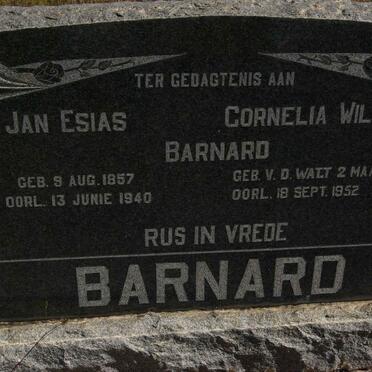 TER GEDAGTENIS AAN
JAN ESIAS
CORNELIA WIL
BARNARD
GEB. 9 AUG. 1857
OORL. 13 JUNIE 1940
GEB. V. D. WALT 2 MAA
OORL. 18 SEPT. 1952
RUS IN VREDE
BARNARD